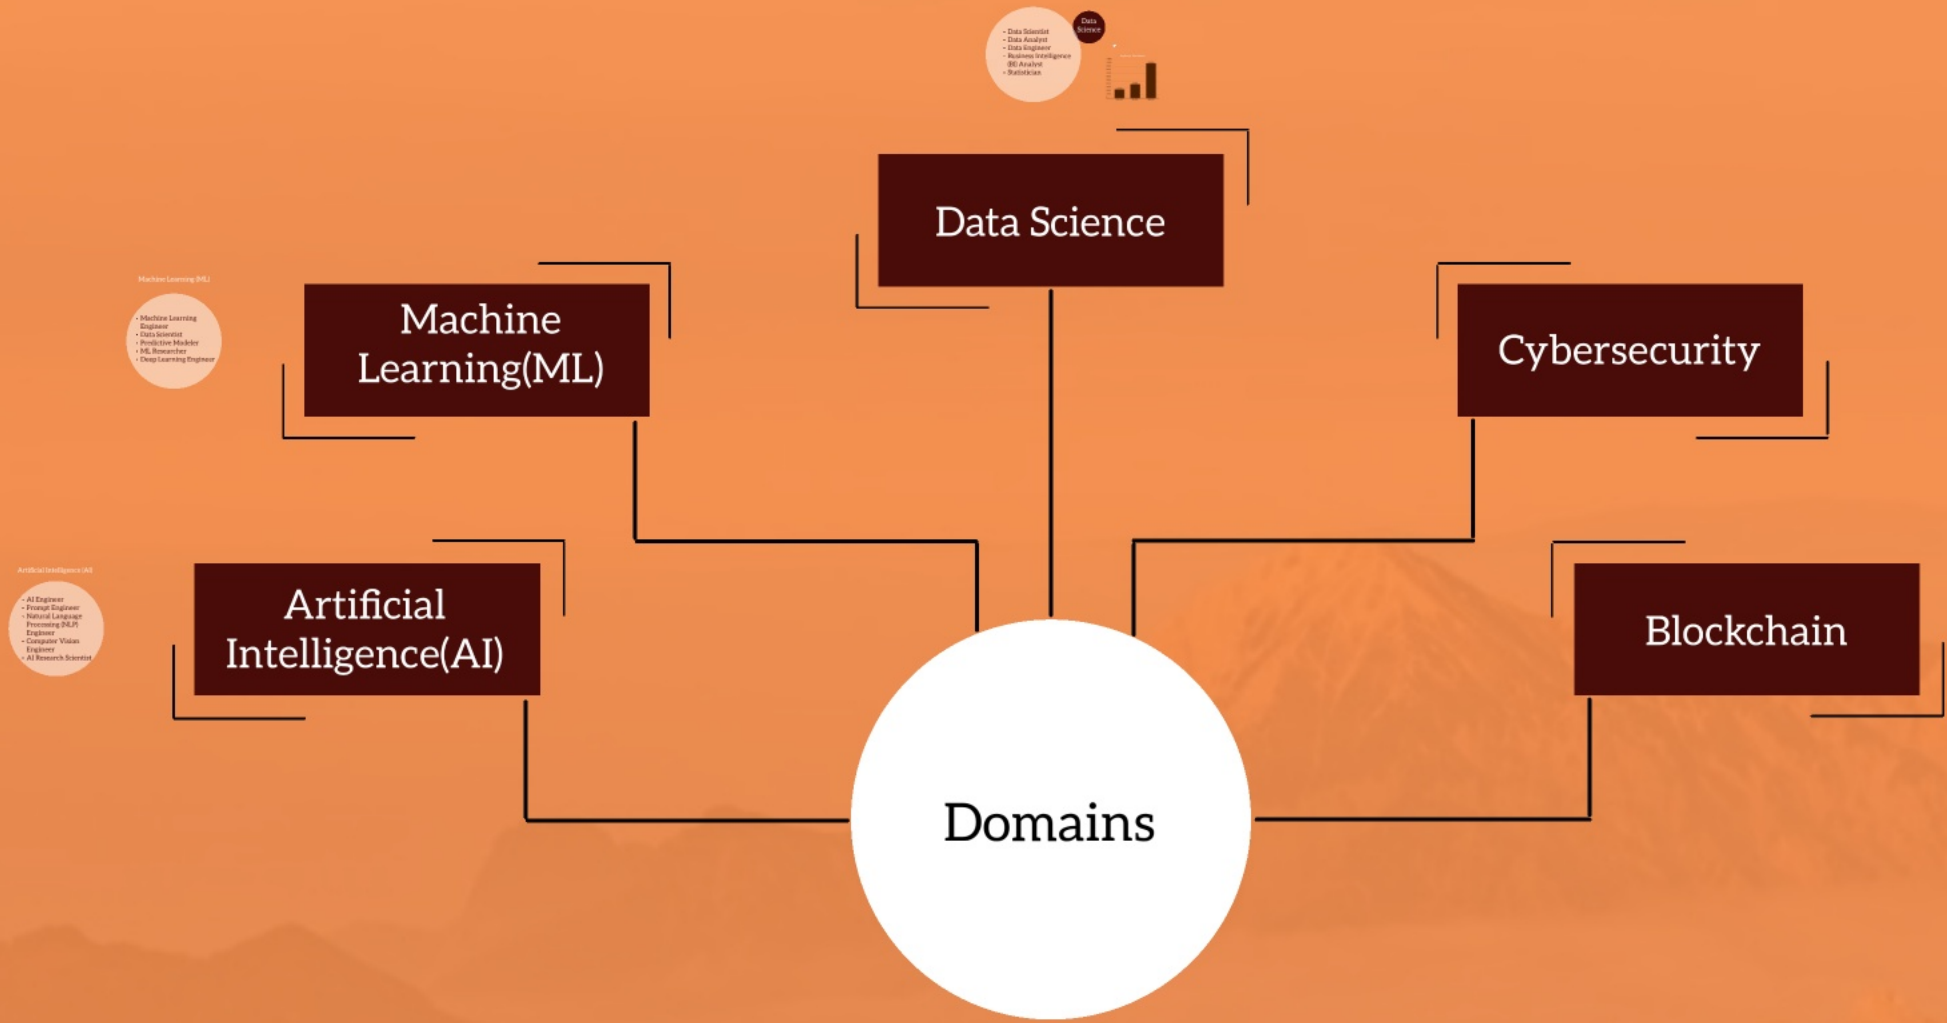 - Data Scientist
- Data Analyst
- Data Engineer
- Business Intelligence
(BI) Analyst
- Statistician
Data
Science
Data Science
Machine Learning (ML)
- Machine Learning
Engineer
- Data Scientist
- Predictive Modeler
- ML Researcher
- Deep Learning Engineer
Machine
Learning(ML)
Cybersecurity
Artificial Intelligence (AI)
- AI Engineer
- Prompt Engineer
- Natural Language
Processing (NLP)
Engineer
- Computer Vision
Engineer
- AI Research Scientist
Artificial
Intelligence(AI)
Blockchain
Domains